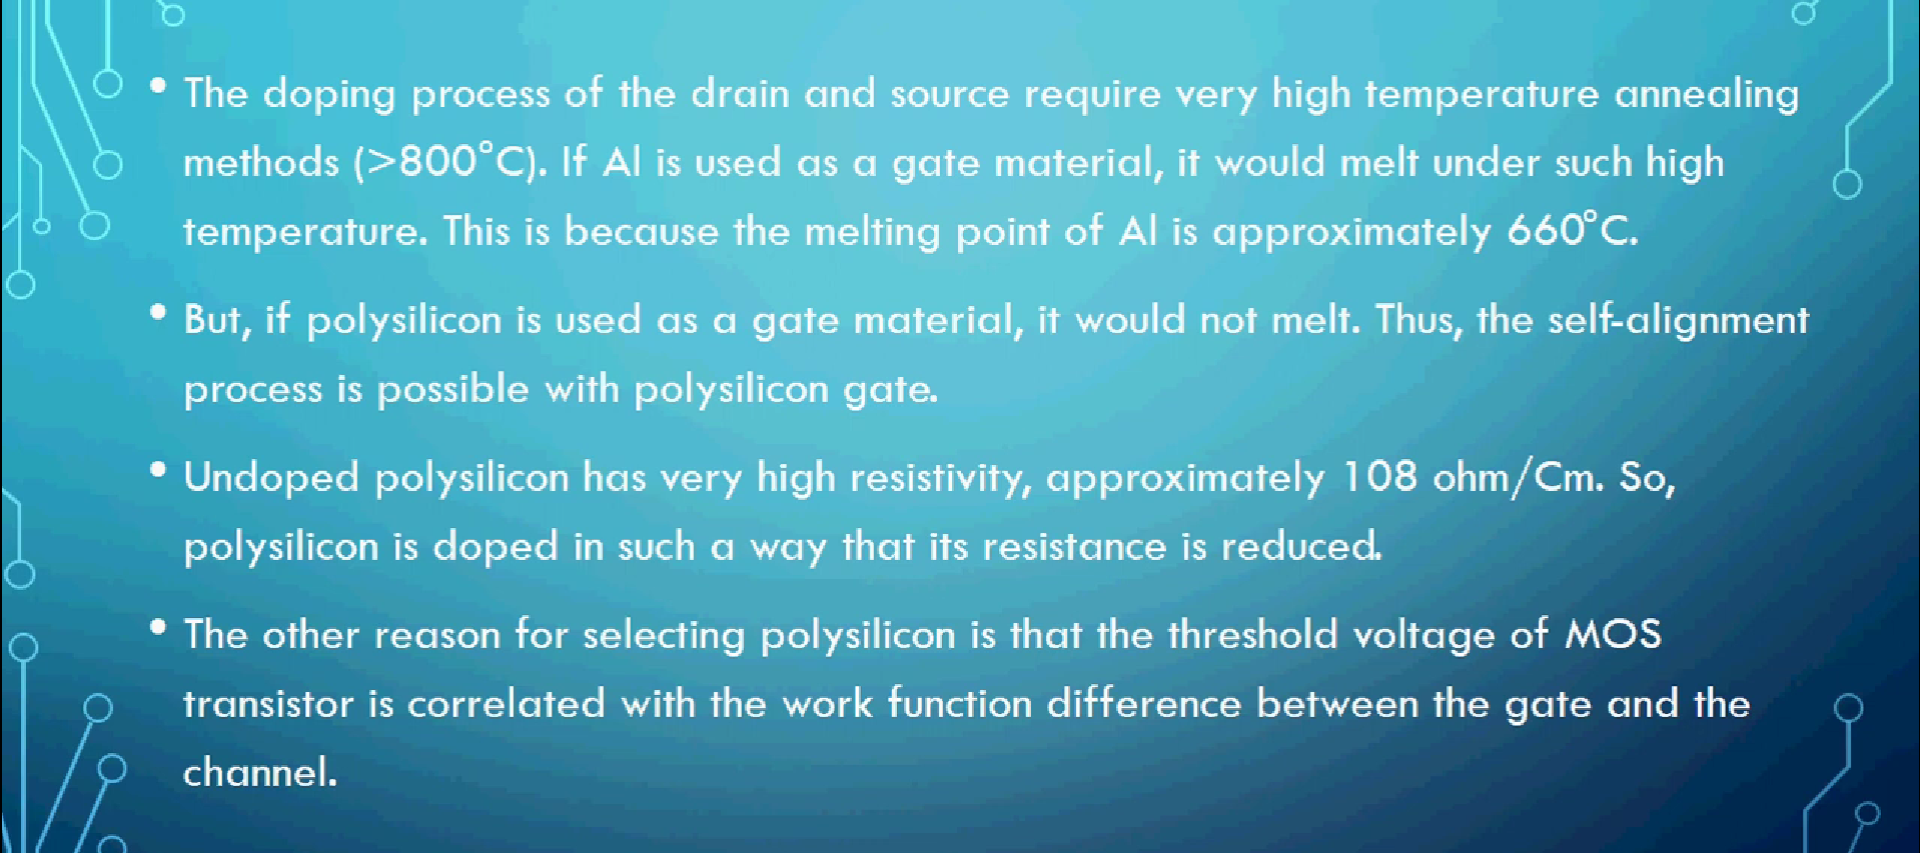 • The doping process of the drain and source require very high temperature annealing
methods (>800°C). If Al is used as a gate material, it would melt under such high
temperature. This is because the melting point of Al is approximately 660°C.
• But, if polysilicon is used as a gate material, it would not melt. Thus, the self-alignment
process is possible with polysilicon gate.
• Undoped polysilicon has very high resistivity, approximately 108 ohm/Cm. So,
polysilicon is doped in such a way that its resistance is reduced.
• The other reason for selecting polysilicon is that the threshold voltage of MOS
transistor is correlated with the work function difference between the gate and the
channel.